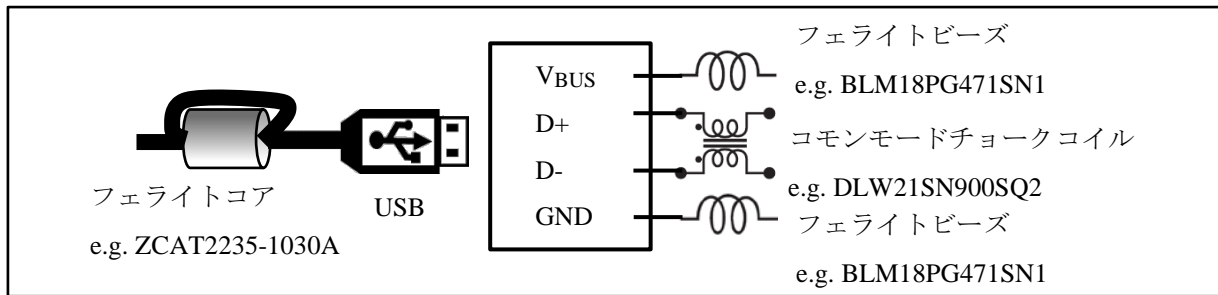 フェライトコア
e.g. ZCAT2235-1030A
USB
VBUS
D+
D-
GND
フェライトビーズ
e.g. BLM18PG471SN1
コモンモードチョークコイル
e.g. DLW21SN900SQ2
フェライトビーズ
e.g. BLM18PG471SN1